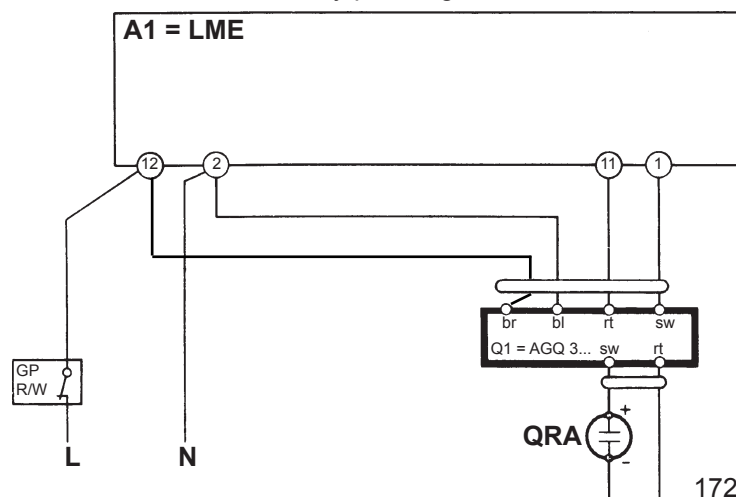 A1 = LME
12 2 11 1
br bl rt sw
Q1 = AGQ 3... sw rt
GP
R/W
+
QRA
-
L N
172